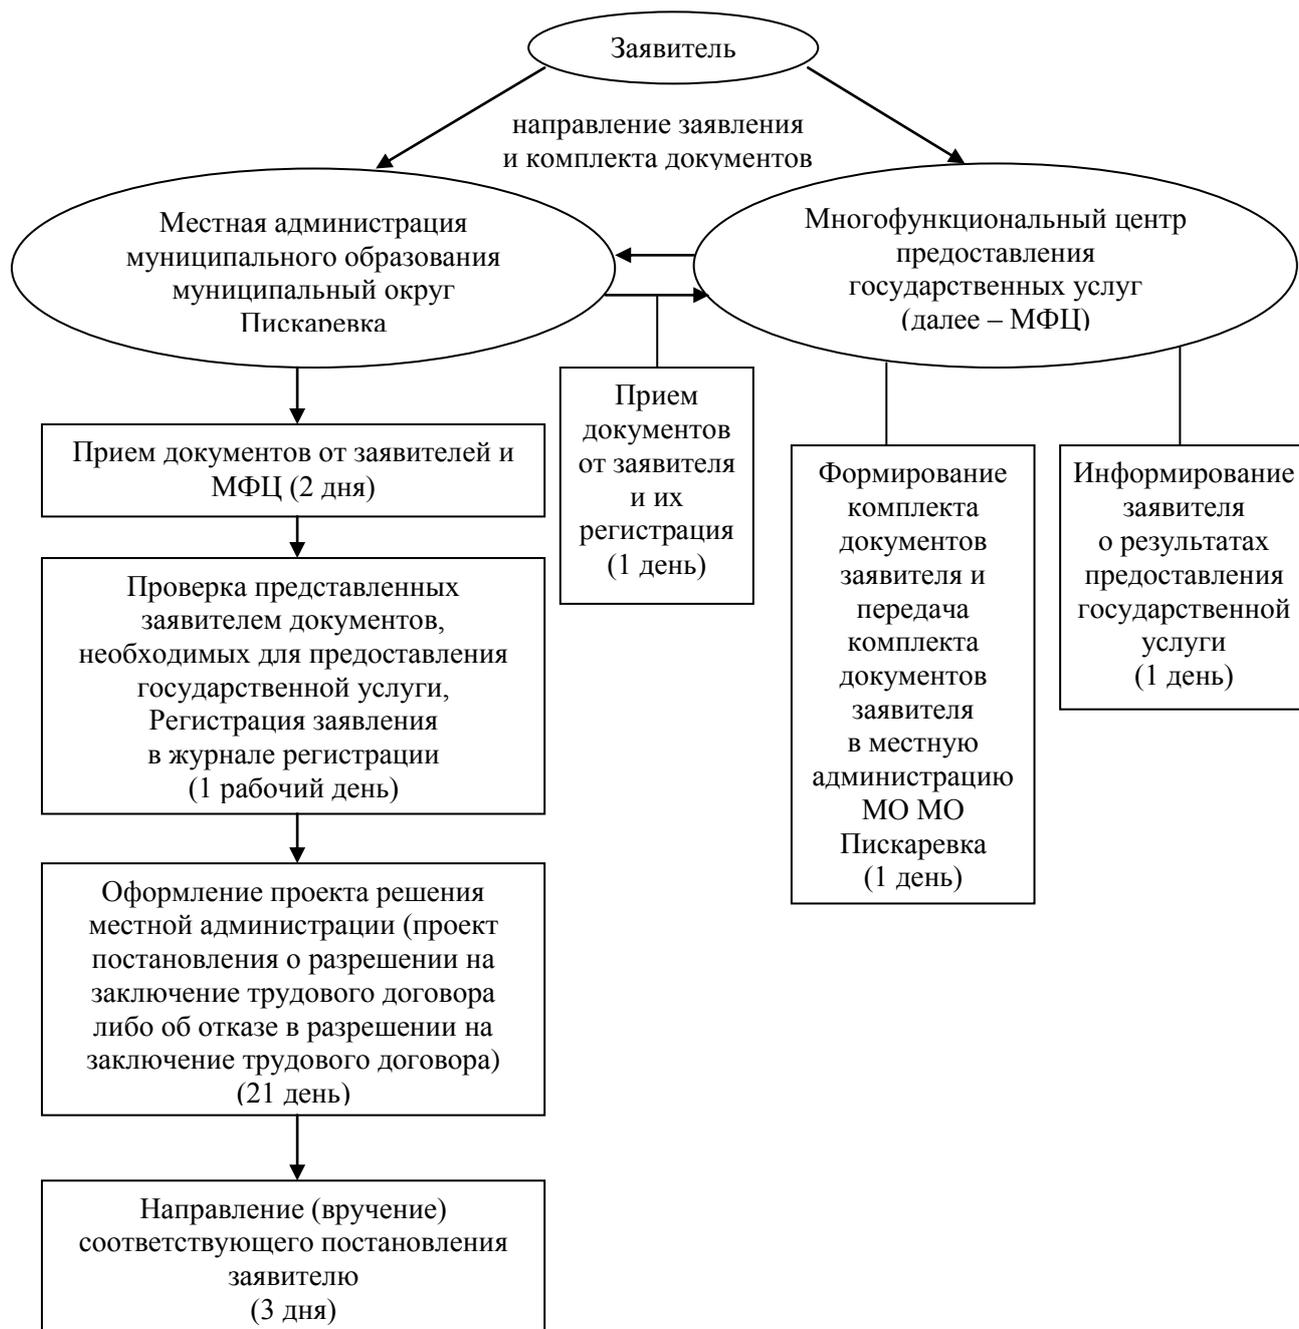 Заявитель
направление заявления
и комплекта документов
Местная администрация
муниципального образования
муниципальный округ
Пискаревка
Многофункциональный центр
предоставления
государственных услуг
(далее – МФЦ)
Прием документов от заявителей и
МФЦ (2 дня)
Прием
документов
от заявителя
и их
регистрация
(1 день)
Формирование
комплекта
документов
заявителя и
передача
комплекта
документов
заявителя
в местную
администрацию
МО МО
Пискаревка
(1 день)
Информирование
заявителя
о результатах
предоставления
государственной
услуги
(1 день)
Проверка представленных
заявителем документов,
необходимых для предоставления
государственной услуги,
Регистрация заявления
в журнале регистрации
(1 рабочий день)
Оформление проекта решения
местной администрации (проект
постановления о разрешении на
заключение трудового договора
либо об отказе в разрешении на
заключение трудового договора)
(21 день)
Направление (вручение)
соответствующего постановления
заявителю
(3 дня)